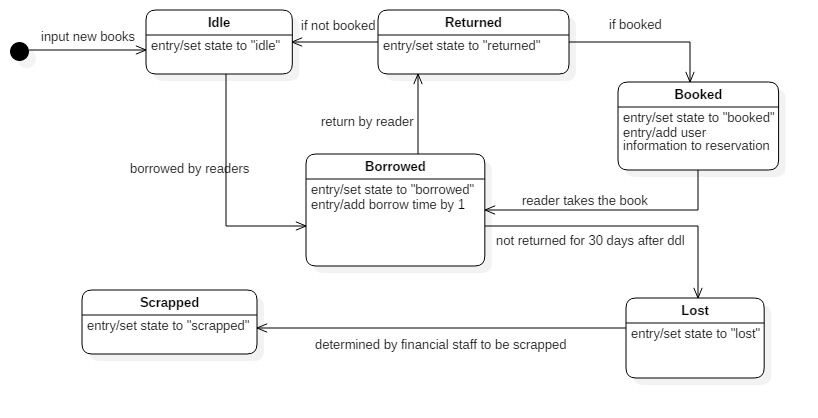 Idle
Returned
if booked
input new books
entry/set state to "idle"
if not booked
entry/set state to "returned"
Booked
entry/set state to "booked"
entry/add user
information to reservation
return by reader
borrowed by readers
Borrowed
entry/set state to "borrowed"
entry/add borrow time by 1
reader takes the book
not returned for 30 days after ddl
Scrapped
entry/set state to "scrapped"
Lost
entry/set state to "lost"
determined by financial staff to be scrapped